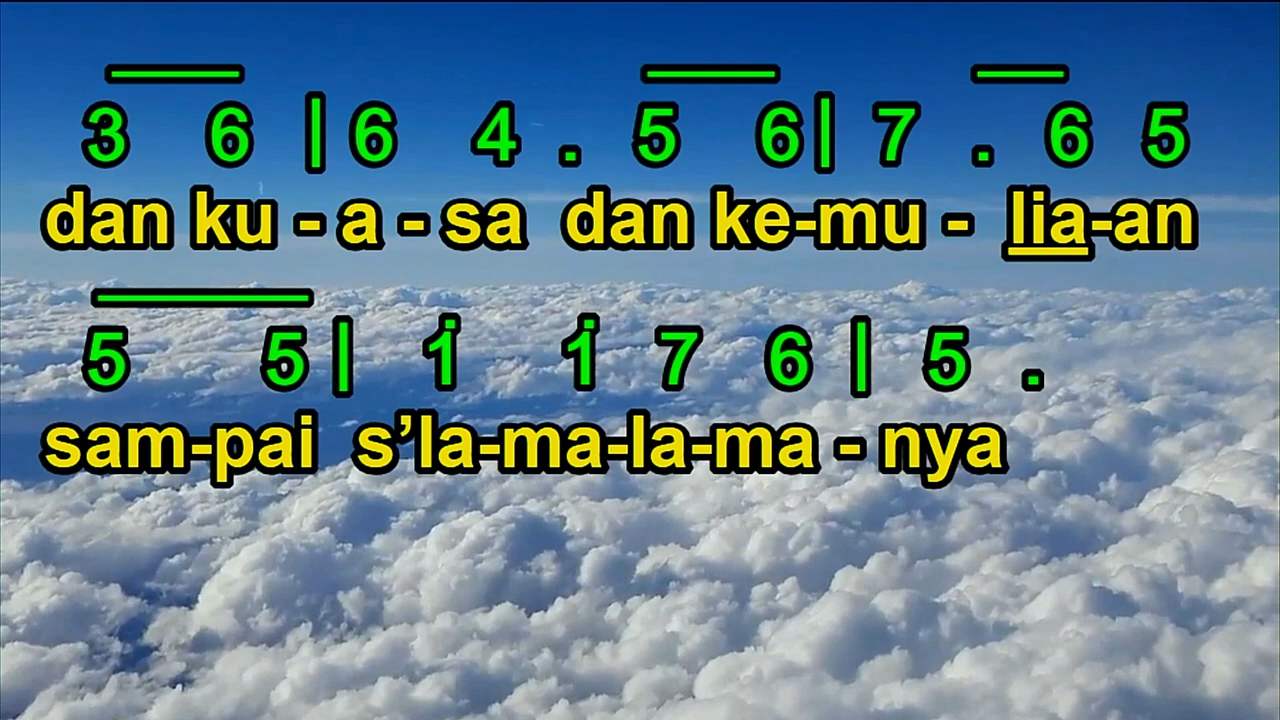 3 6 | 6 4 . 5 6 | 7 . 6 5
dan ku - a - sa dan ke-mu - lia-an
5 5 | 1̇ 1̇ 7 6 | 5 .
sam-pai s’la-ma-la-ma - nya